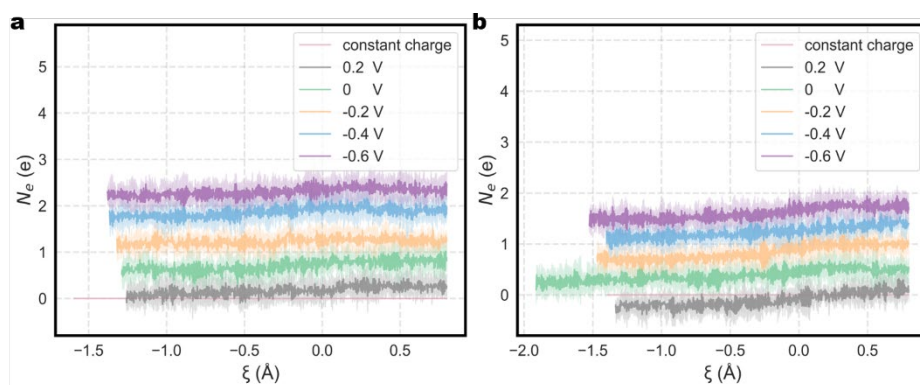 a
5
4
3
2
1
0
N_e (e)
constant charge
0.2 V
0 V
-0.2 V
-0.4 V
-0.6 V
−1.5 −1.0 −0.5 0.0 0.5
ξ (Å)
b
5
4
3
2
1
0
N_e (e)
constant charge
0.2 V
0 V
-0.2 V
-0.4 V
-0.6 V
−2.0 −1.5 −1.0 −0.5 0.0 0.5
ξ (Å)